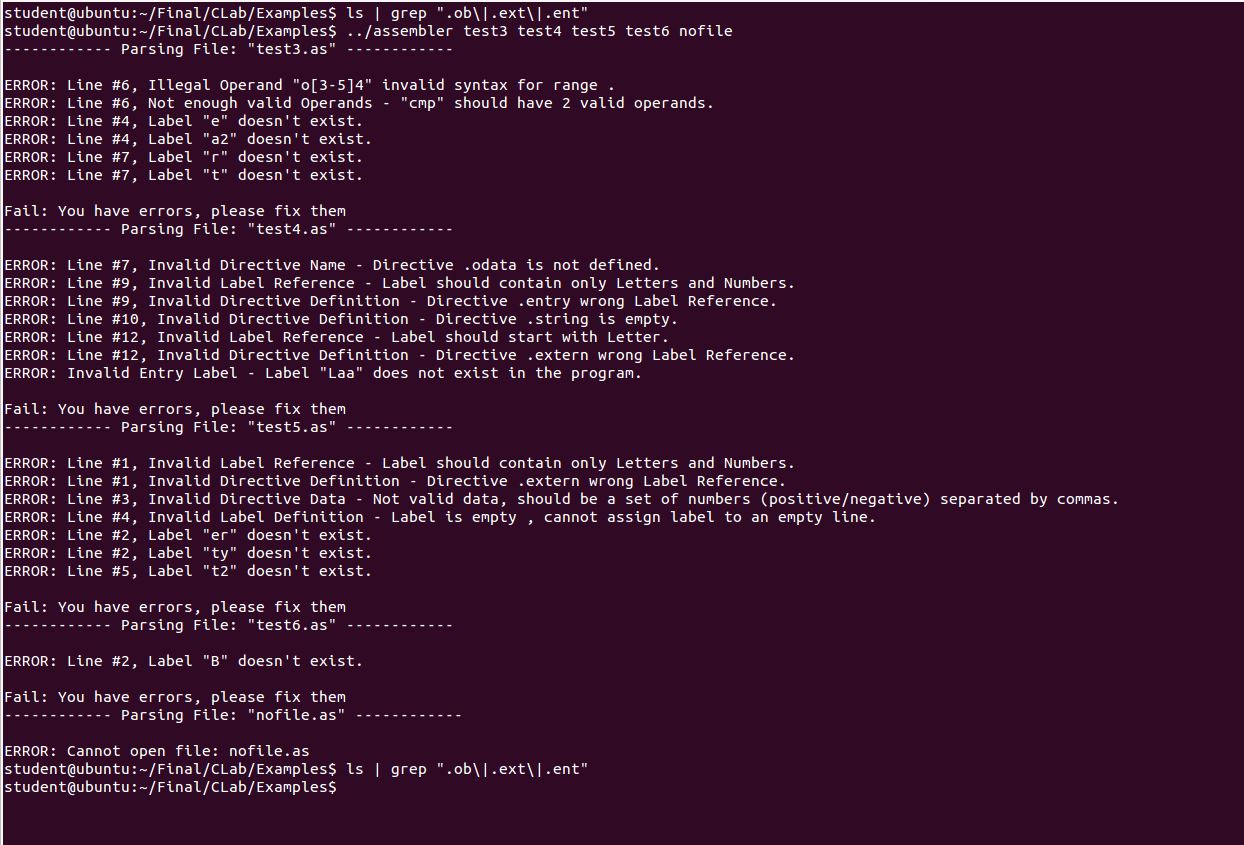 student@ubuntu:~/Final/CLab/Examples$ ls | grep ".ob\|.ext\|.ent"
student@ubuntu:~/Final/CLab/Examples$ ../assembler test3 test4 test5 test6 nofile
------------ Parsing File: "test3.as" ------------
ERROR: Line #6, Illegal Operand "o[3-5]4" invalid syntax for range .
ERROR: Line #6, Not enough valid Operands - "cmp" should have 2 valid operands.
ERROR: Line #4, Label "e" doesn't exist.
ERROR: Line #4, Label "a2" doesn't exist.
ERROR: Line #7, Label "r" doesn't exist.
ERROR: Line #7, Label "t" doesn't exist.
Fail: You have errors, please fix them
------------ Parsing File: "test4.as" ------------
ERROR: Line #7, Invalid Directive Name - Directive .odata is not defined.
ERROR: Line #9, Invalid Label Reference - Label should contain only Letters and Numbers.
ERROR: Line #9, Invalid Directive Definition - Directive .entry wrong Label Reference.
ERROR: Line #10, Invalid Directive Definition - Directive .string is empty.
ERROR: Line #12, Invalid Label Reference - Label should start with Letter.
ERROR: Line #12, Invalid Directive Definition - Directive .extern wrong Label Reference.
ERROR: Invalid Entry Label - Label "Laa" does not exist in the program.
Fail: You have errors, please fix them
------------ Parsing File: "test5.as" ------------
ERROR: Line #1, Invalid Label Reference - Label should contain only Letters and Numbers.
ERROR: Line #1, Invalid Directive Definition - Directive .extern wrong Label Reference.
ERROR: Line #3, Invalid Directive Data - Not valid data, should be a set of numbers (positive/negative) separated by commas.
ERROR: Line #4, Invalid Label Definition - Label is empty , cannot assign label to an empty line.
ERROR: Line #2, Label "er" doesn't exist.
ERROR: Line #2, Label "ty" doesn't exist.
ERROR: Line #5, Label "t2" doesn't exist.
Fail: You have errors, please fix them
------------ Parsing File: "test6.as" ------------
ERROR: Line #2, Label "B" doesn't exist.
Fail: You have errors, please fix them
------------ Parsing File: "nofile.as" ------------
ERROR: Cannot open file: nofile.as
student@ubuntu:~/Final/CLab/Examples$ ls | grep ".ob\|.ext\|.ent"
student@ubuntu:~/Final/CLab/Examples$